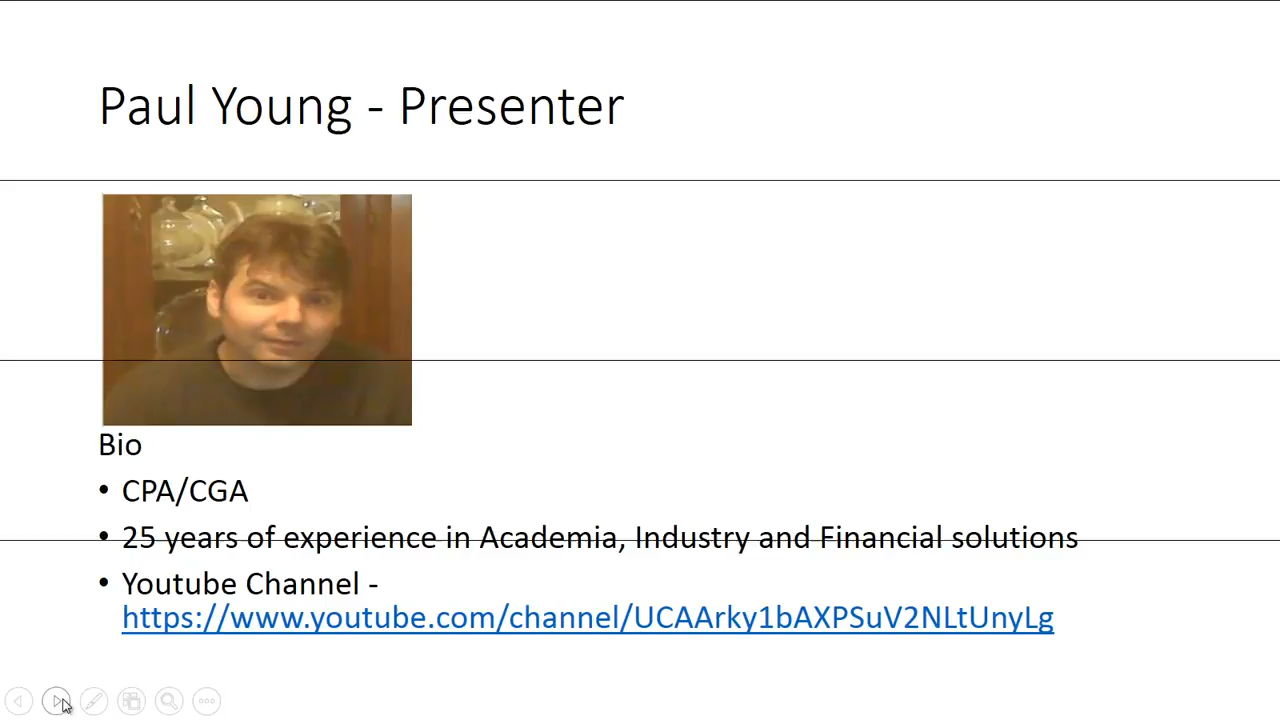 Paul Young - Presenter
Bio
• CPA/CGA
• 25 years of experience in Academia, Industry and Financial solutions
• Youtube Channel -
https://www.youtube.com/channel/UCAArky1bAXPSuV2NLtUnyLg